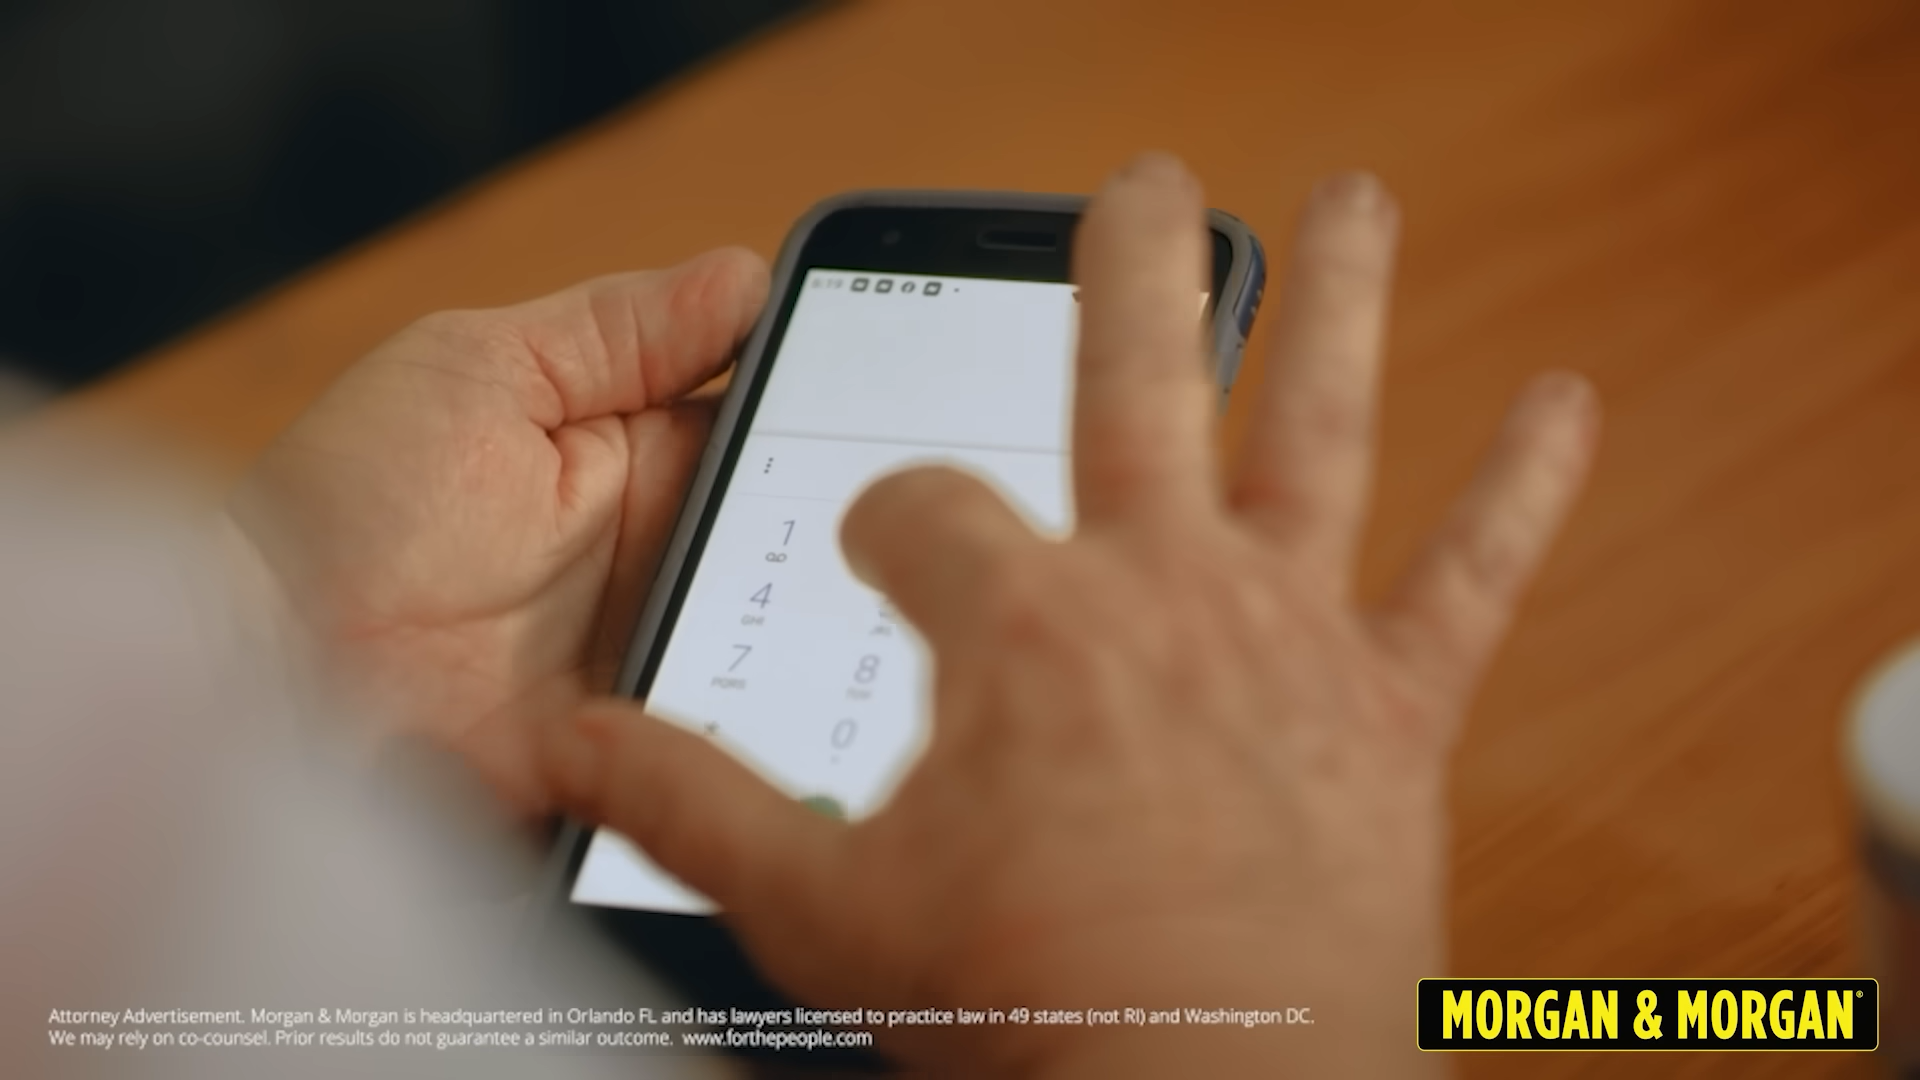 1
4
GHI
7
PQRS
8
*
0
Attorney Advertisement. Morgan & Morgan is headquartered in Orlando FL and has lawyers licensed to practice law in 49 states (not RI) and Washington DC.
We may rely on co-counsel. Prior results do not guarantee a similar outcome. www.forthepeople.com
MORGAN & MORGAN®